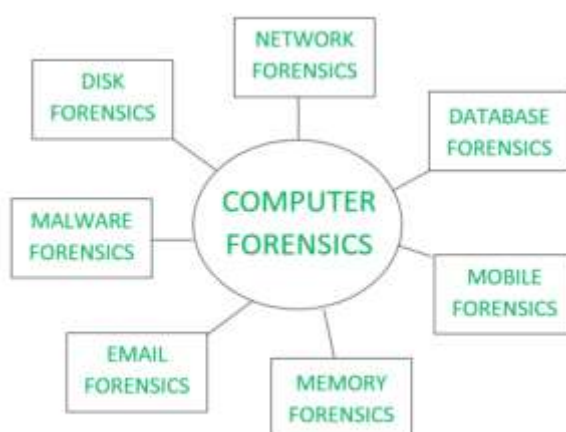 NETWORK
FORENSICS
DISK
FORENSICS
DATABASE
FORENSICS
COMPUTER
FORENSICS
MALWARE
FORENSICS
MOBILE
FORENSICS
EMAIL
FORENSICS
MEMORY
FORENSICS